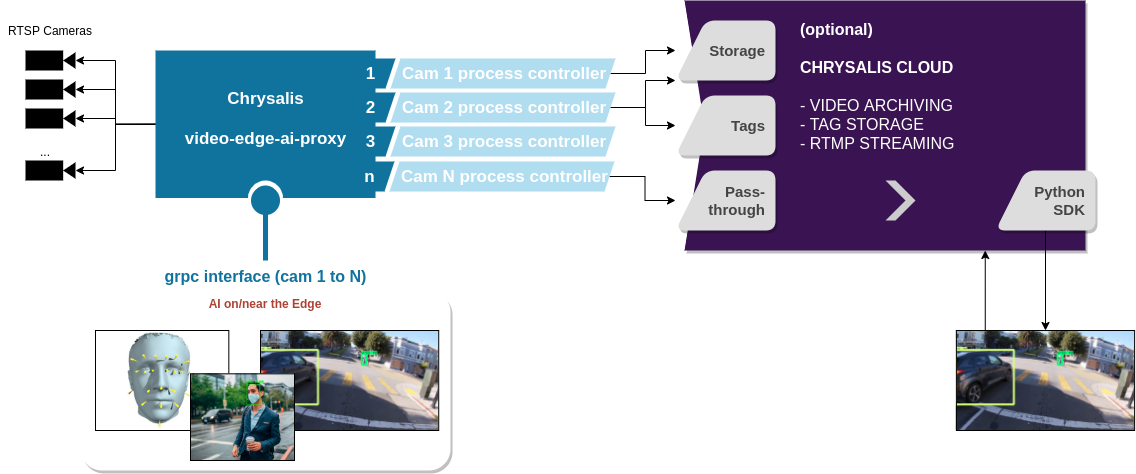 RTSP Cameras
...
Chrysalis
video-edge-ai-proxy
1 Cam 1 process controller
2 Cam 2 process controller
3 Cam 3 process controller
n Cam N process controller
grpc interface (cam 1 to N)
AI on/near the Edge
Storage
Tags
Pass-
through
(optional)
CHRYSALIS CLOUD
- VIDEO ARCHIVING
- TAG STORAGE
- RTMP STREAMING
Python
SDK